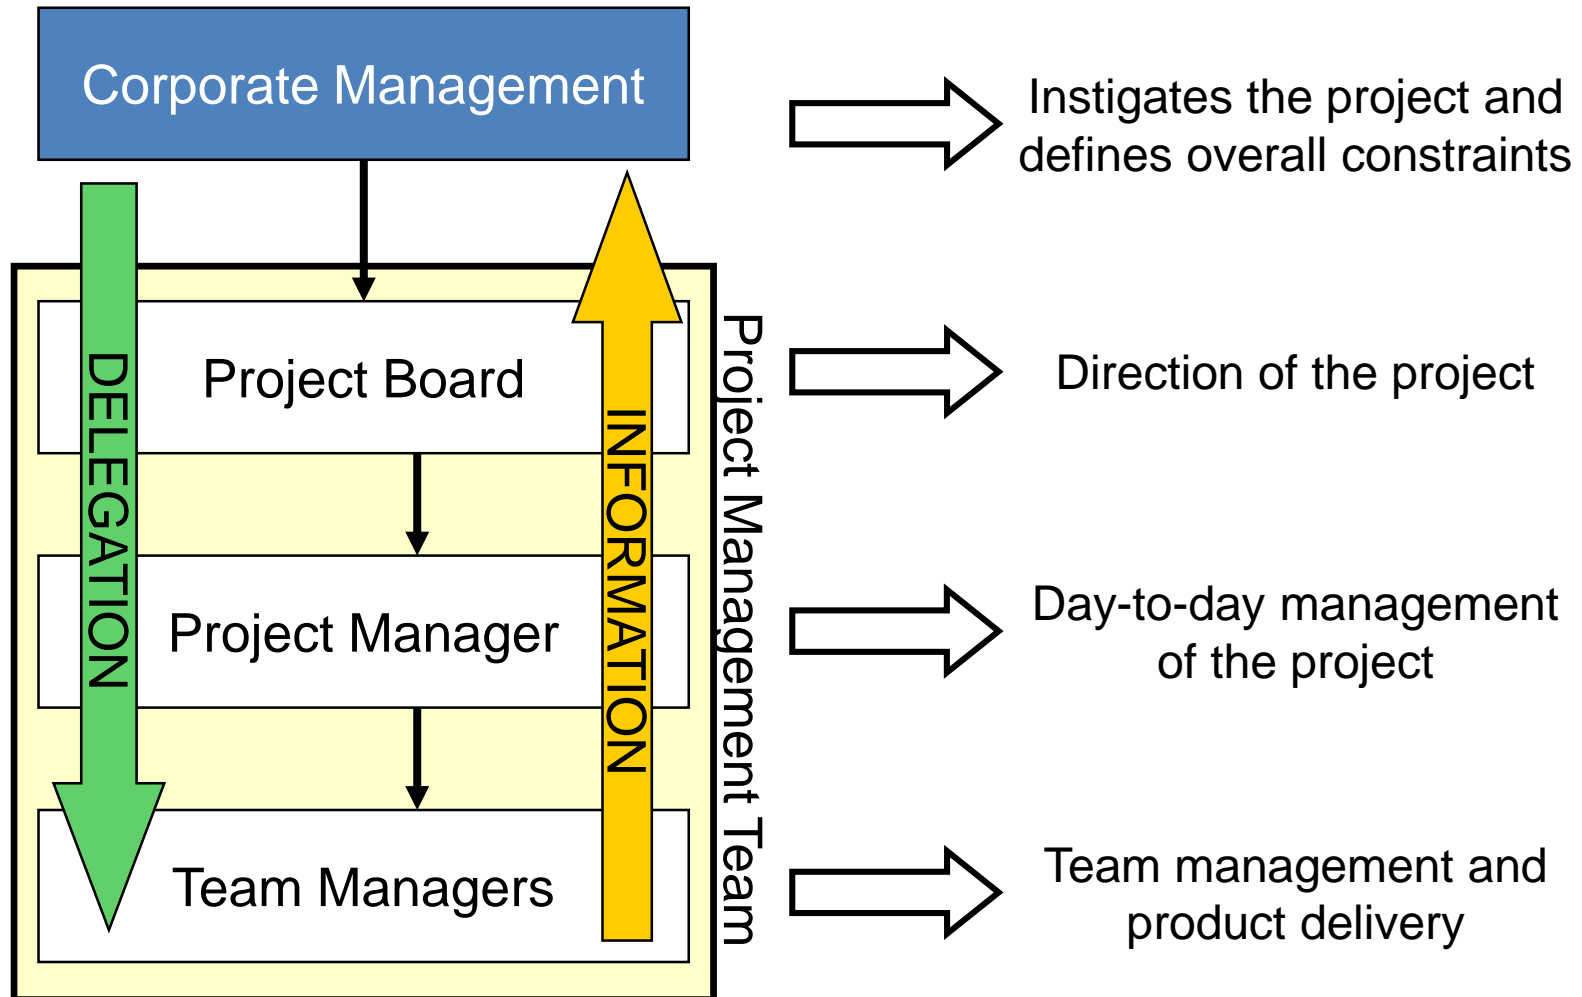 Corporate Management
Instigates the project and
defines overall constraints
DELEGATION
INFORMATION
Project Management Team
Project Board
Direction of the project
Project Manager
Day-to-day management
of the project
Team Managers
Team management and
product delivery